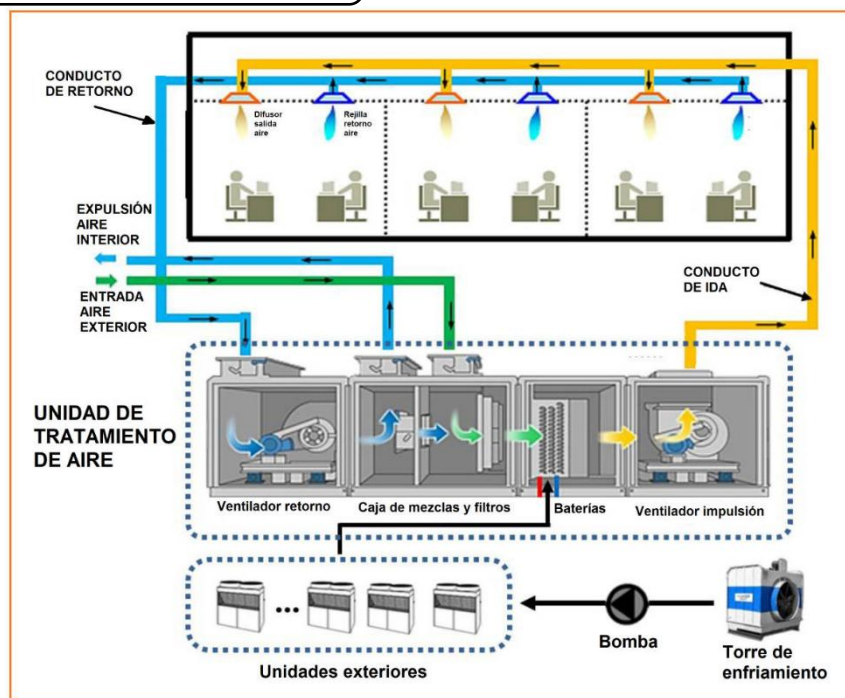 CONDUCTO
DE RETORNO
Difusor
salida
aire
Rejilla
retorno
aire
EXPULSIÓN
AIRE
INTERIOR
ENTRADA
AIRE
EXTERIOR
CONDUCTO
DE IDA
UNIDAD DE
TRATAMIENTO
DE AIRE
Ventilador retorno
Caja de mezclas y filtros
Baterías
Ventilador impulsión
Unidades exteriores
Bomba
Torre de
enfriamiento